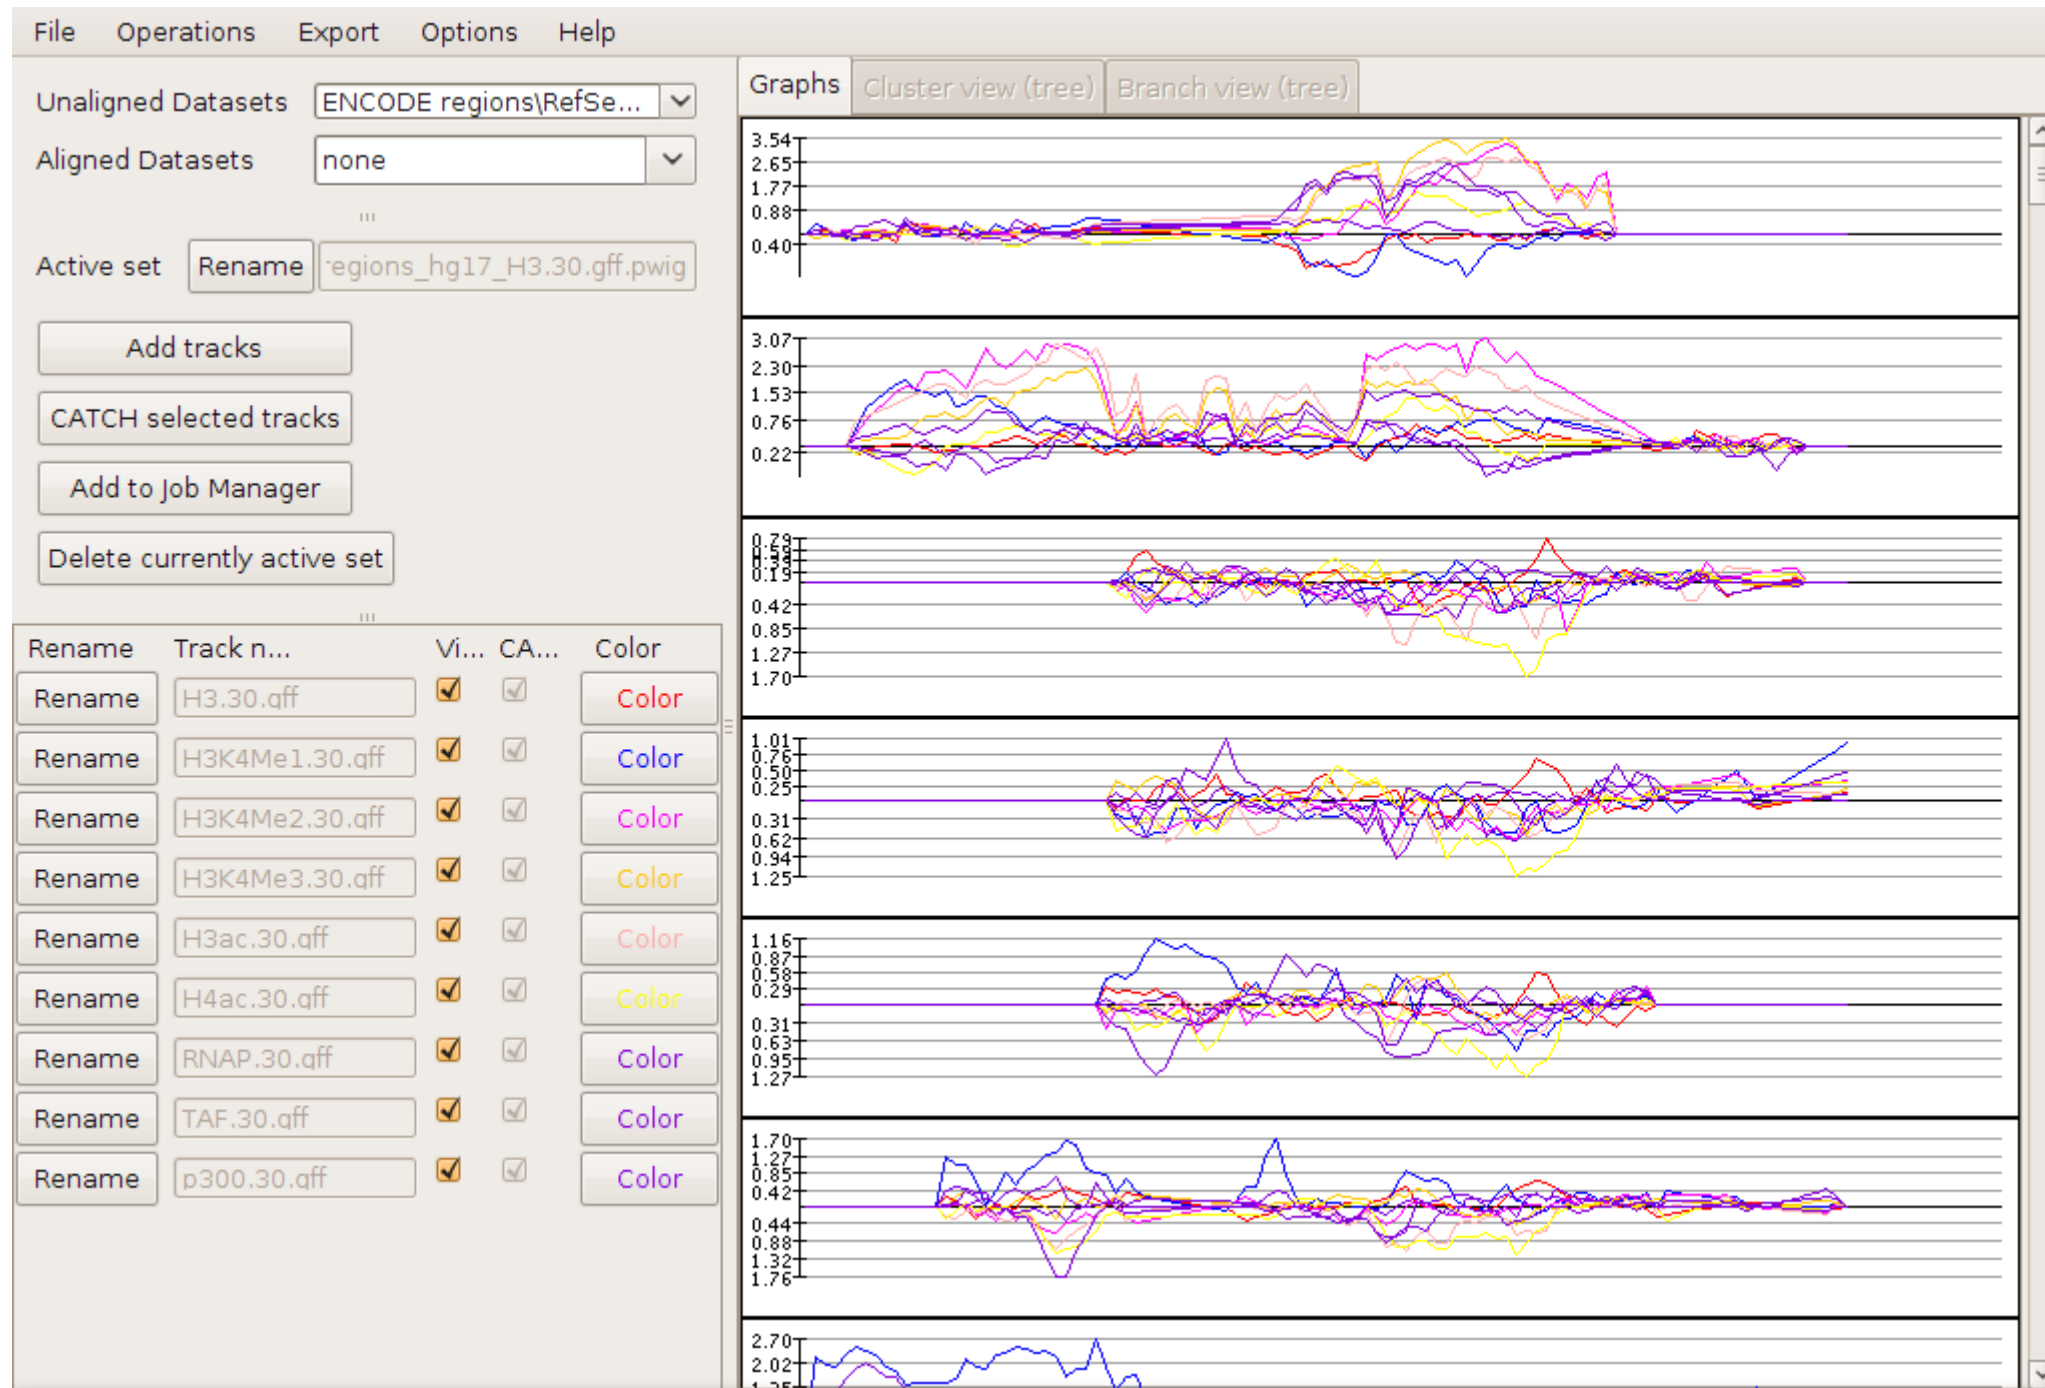 File Operations Export Options Help
Unaligned Datasets ENCODE regions\RefSe...
Aligned Datasets none
Active set Rename regions_hg17_H3.30.gff.pwig
Add tracks
CATCH selected tracks
Add to Job Manager
Delete currently active set
Rename Track n... Vi... CA... Color
Rename H3.30.gff Color
Rename H3K4Me1.30.gff Color
Rename H3K4Me2.30.gff Color
Rename H3K4Me3.30.gff Color
Rename H3ac.30.gff Color
Rename H4ac.30.gff Color
Rename RNAP.30.gff Color
Rename TAF.30.gff Color
Rename p300.30.gff Color
Graphs Cluster view (tree) Branch view (tree)
3.54
2.65
1.77
0.88
0.40
3.07
2.30
1.53
0.76
0.22
0.79
0.59
0.19
0.42
0.85
1.27
1.70
1.01
0.76
0.50
0.25
0.31
0.62
0.94
1.25
1.16
0.87
0.58
0.29
0.31
0.63
0.95
1.27
1.70
1.27
0.85
0.42
0.44
0.88
1.32
1.76
2.70
2.02